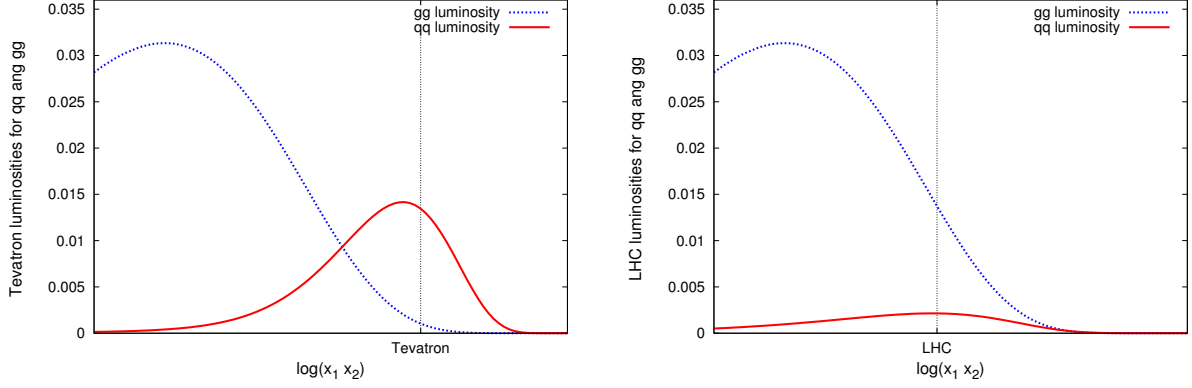 Tevatron luminosities for qq ang gg
0.035
0.03
0.025
0.02
0.015
0.01
0.005
0
gg luminosity
qq luminosity
Tevatron
log(x₁ x₂)
LHC luminosities for qq ang gg
0.035
0.03
0.025
0.02
0.015
0.01
0.005
0
gg luminosity
qq luminosity
LHC
log(x₁ x₂)